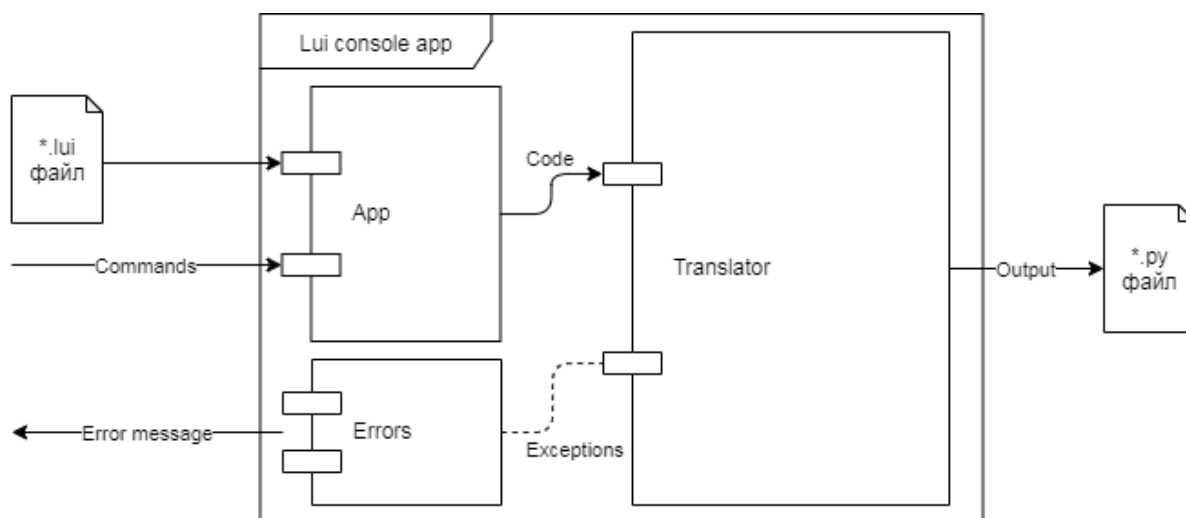 Lui console app
*.lui
файл
Code
App
Commands
Translator
Output
*.py
файл
Error message
Errors
Exceptions